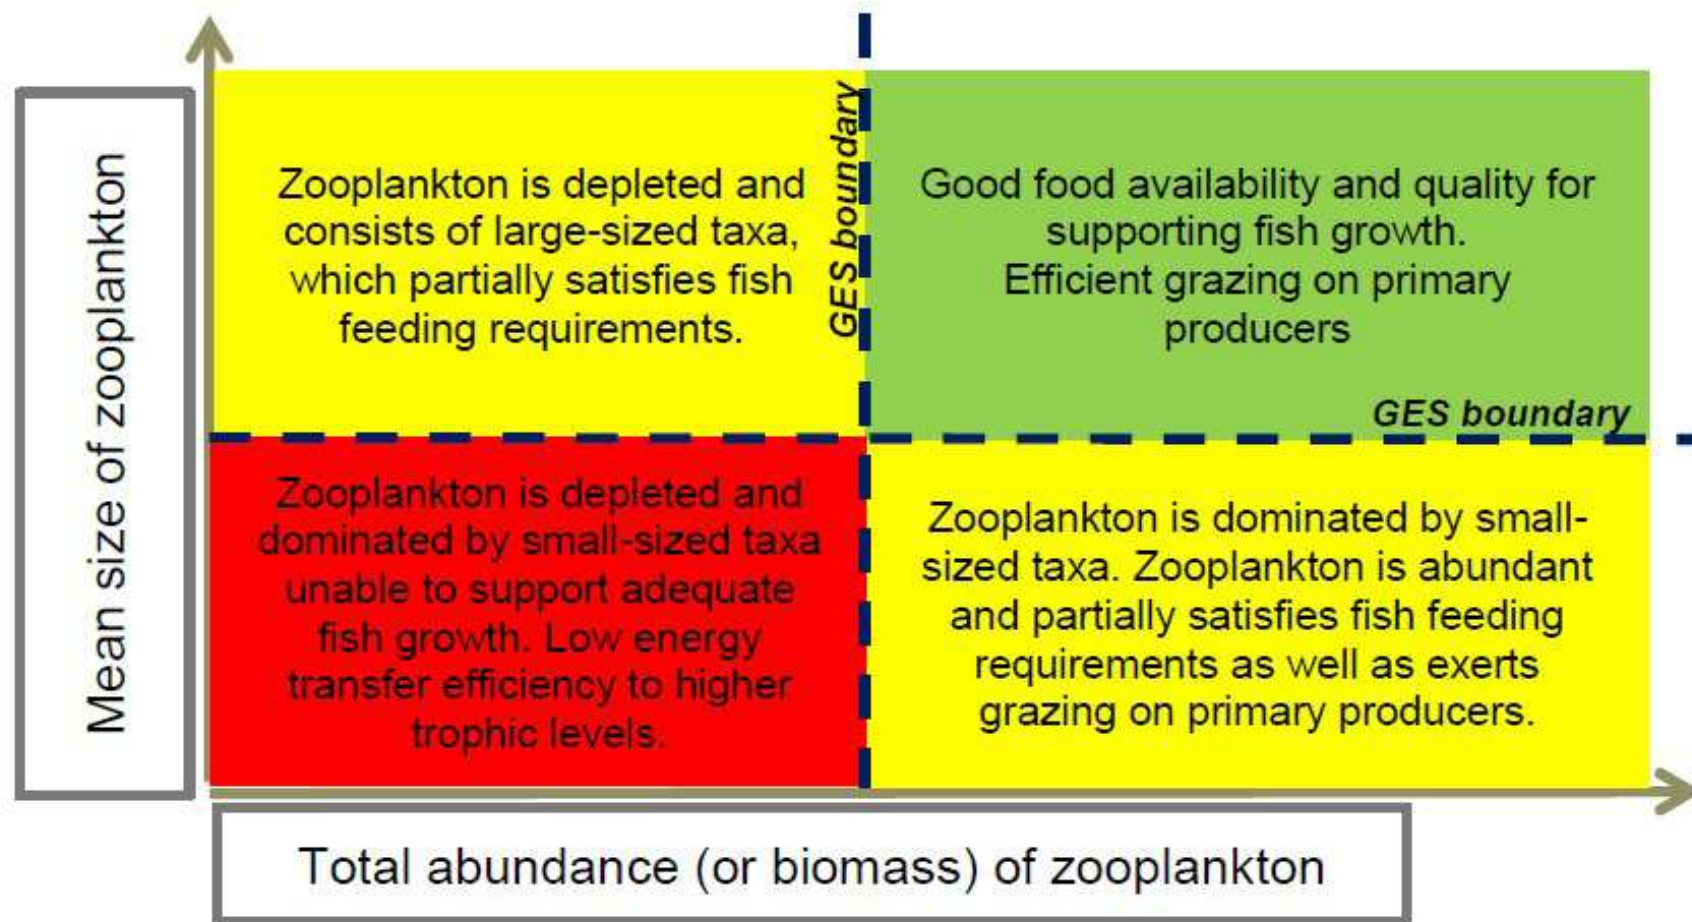 Mean size of zooplankton
Zooplankton is depleted and
consists of large-sized taxa,
which partially satisfies fish
feeding requirements.
GES boundary
Good food availability and quality for
supporting fish growth.
Efficient grazing on primary
producers
GES boundary
Zooplankton is depleted and
dominated by small-sized taxa
unable to support adequate
fish growth. Low energy
transfer efficiency to higher
trophic levels.
Zooplankton is dominated by small-
sized taxa. Zooplankton is abundant
and partially satisfies fish feeding
requirements as well as exerts
grazing on primary producers.
Total abundance (or biomass) of zooplankton